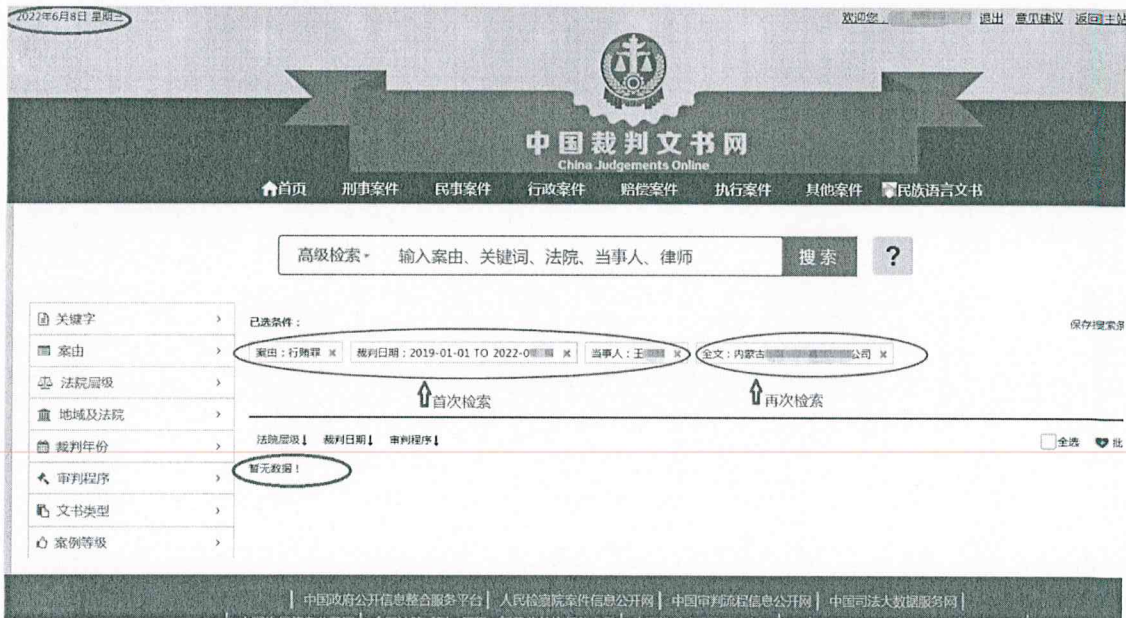 2022年6月8日 星期三
欢迎您， 退出 意见建议 返回主站
中国裁判文书网
China Judgements Online
首页 刑事案件 民事案件 行政案件 赔偿案件 执行案件 其他案件 民族语言文书
高级检索 输入案由、关键词、法院、当事人、律师 搜索 ?
关键字
案由
法院层级
地域及法院
裁判年份
审判程序
文书类型
案例等级
已选条件： 保存搜索条
案由：行贿罪 × 裁判日期：2019-01-01 TO 2022-0 × 当事人：王 × 全文：内蒙古 公司 ×
首次检索 再次检索
法院层级↓ 裁判日期↓ 审判程序↓ 全选 批
暂无数据！
中国政府公开信息整合服务平台 | 人民检察院案件信息公开网 | 中国审判流程信息公开网 | 中国司法大数据服务网 |